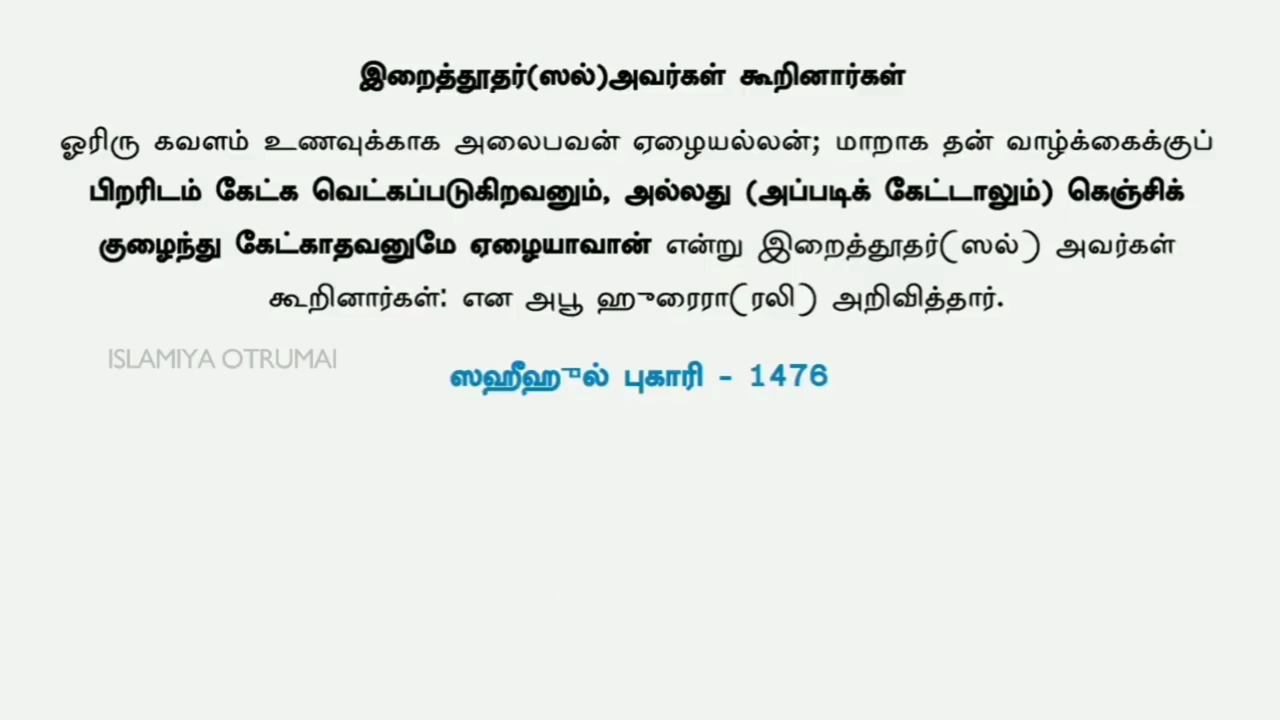 இறைத்தூதர்(ஸல்)அவர்கள் கூறினார்கள்
ஓரிரு கவளம் உணவுக்காக அலைபவன் ஏழையல்லன்; மாறாக தன் வாழ்க்கைக்குப்
பிறரிடம் கேட்க வெட்கப்படுகிறவனும், அல்லது (அப்படிக் கேட்டாலும்) கெஞ்சிக்
குழைந்து கேட்காதவனுமே ஏழையாவான் என்று இறைத்தூதர்(ஸல்) அவர்கள்
கூறினார்கள்: என அபூ ஹுரைரா(ரலி) அறிவித்தார்.
ISLAMIYA OTRUMAI
ஸஹீஹுல் புகாரி - 1476